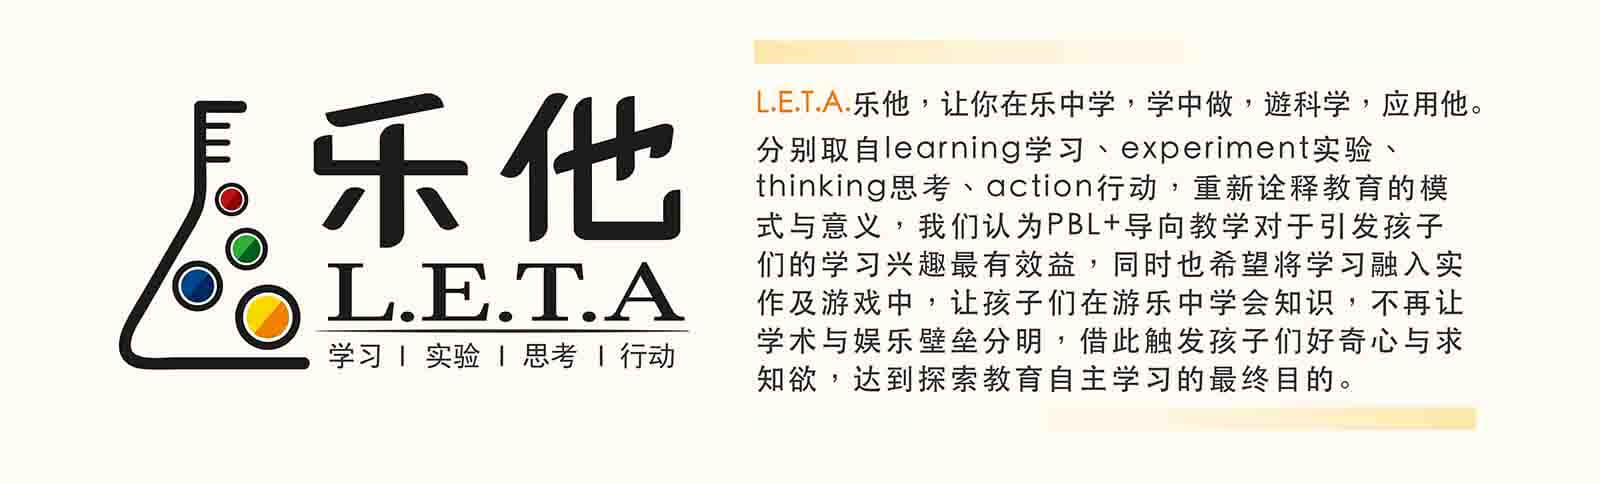 乐他
L.E.T.A
学习 | 实验 | 思考 | 行动
L.E.T.A.乐他，让你在乐中学，学中做，遊科学，应用他。
分别取自learning学习、experiment实验、
thinking思考、action行动，重新诠释教育的模
式与意义，我们认为PBL+导向教学对于引发孩子
们的学习兴趣最有效益，同时也希望将学习融入实
作及游戏中，让孩子们在游乐中学会知识，不再让
学术与娱乐壁垒分明，借此触发孩子们好奇心与求
知欲，达到探索教育自主学习的最终目的。